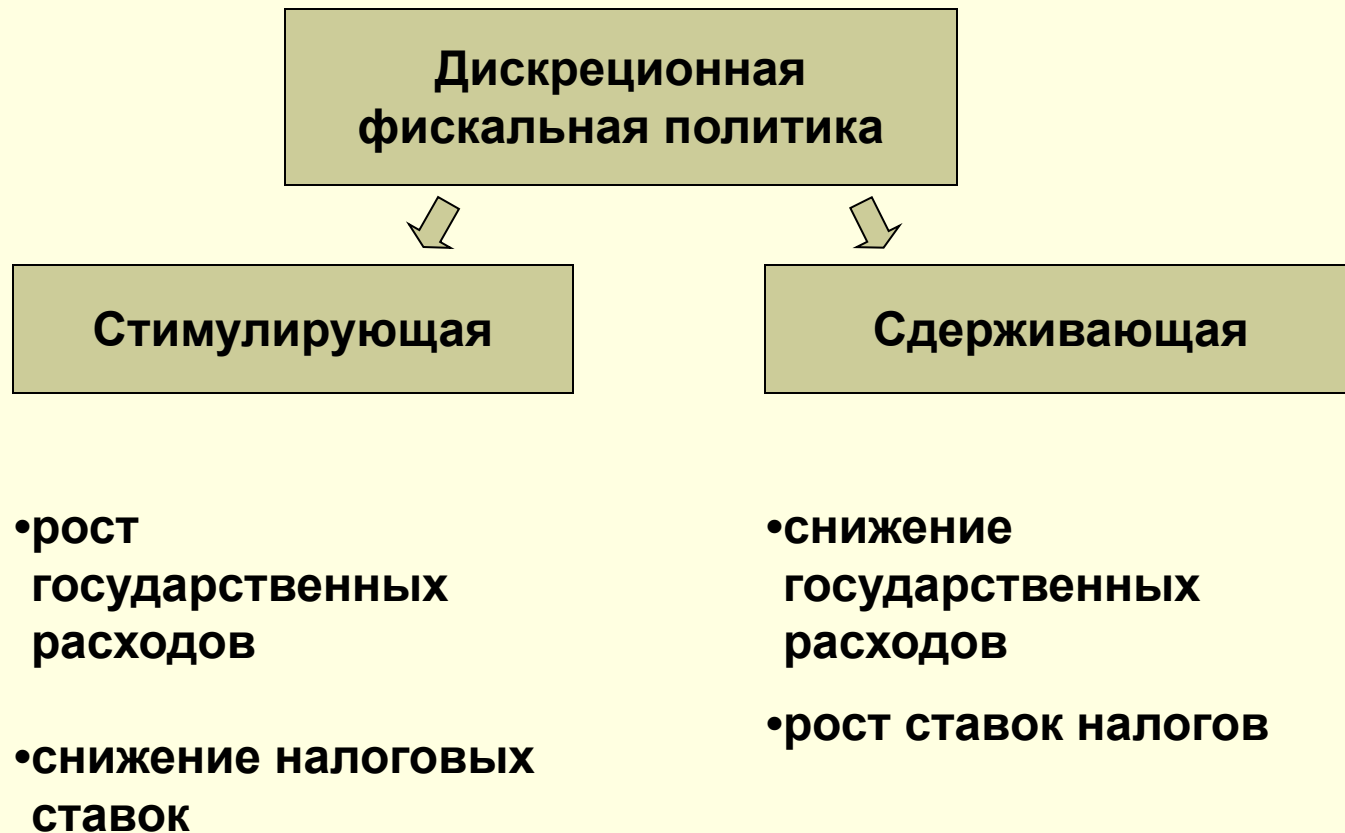 Дискреционная
фискальная политика
Стимулирующая
Сдерживающая
•рост
государственных
расходов
•снижение налоговых
ставок
•снижение
государственных
расходов
•рост ставок налогов